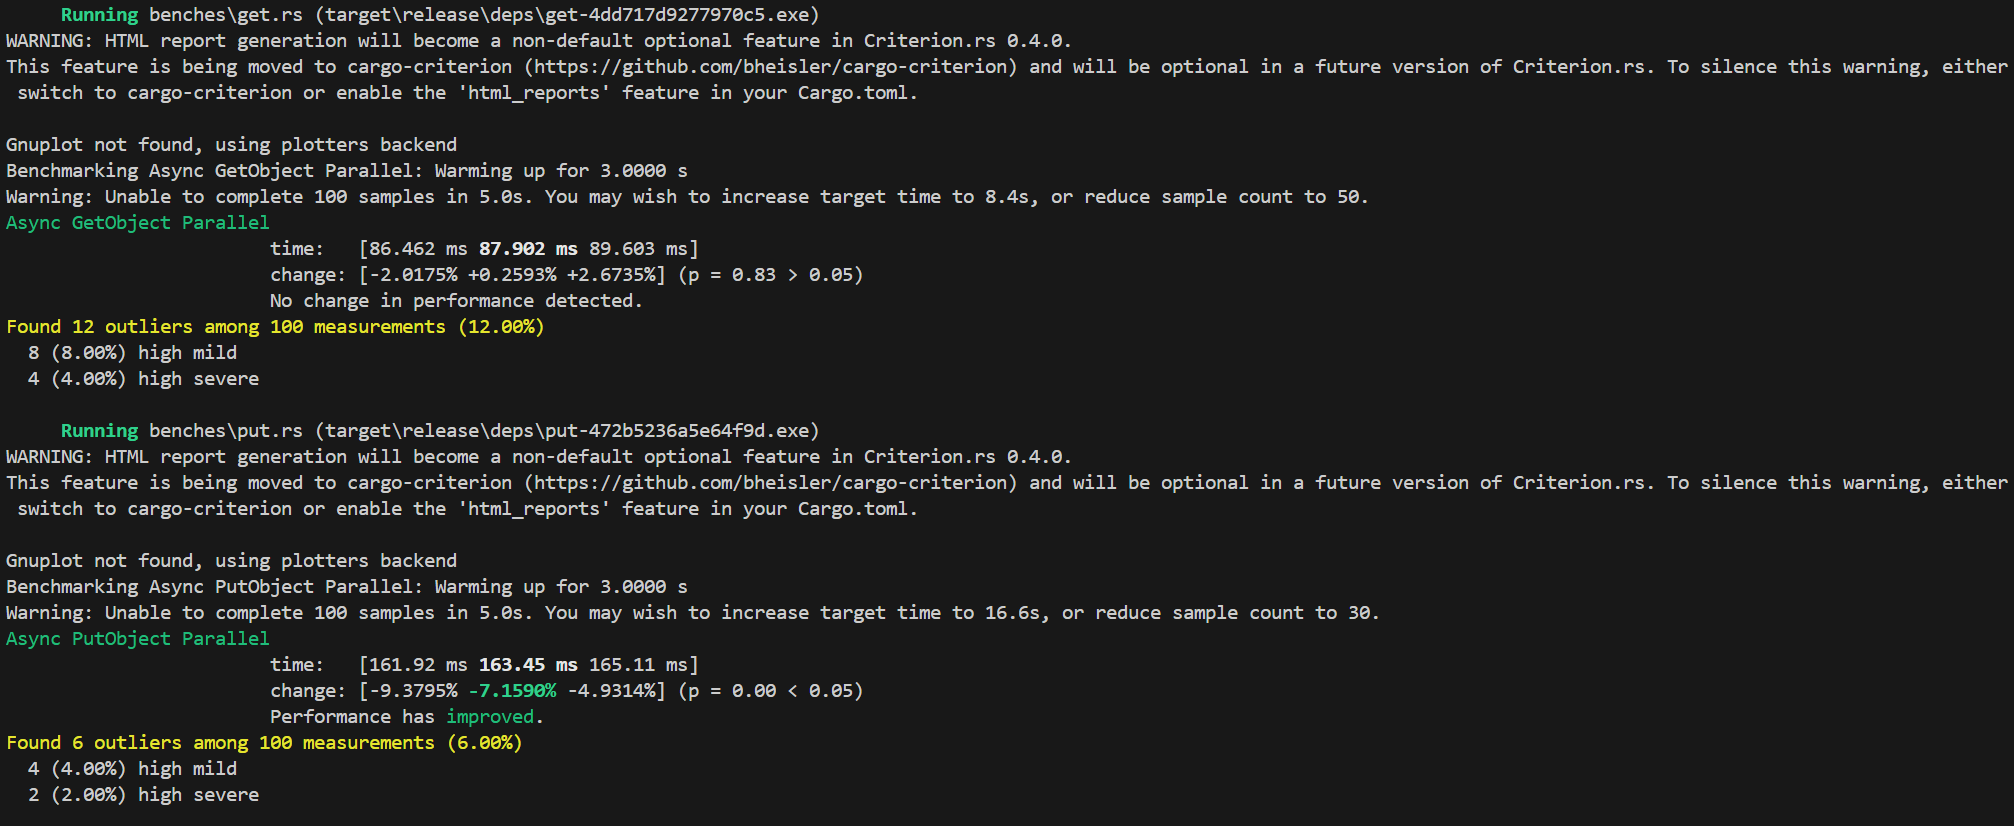 Running benches\get.rs (target\release\deps\get-4dd717d9277970c5.exe)
WARNING: HTML report generation will become a non-default optional feature in Criterion.rs 0.4.0.
This feature is being moved to cargo-criterion (https://github.com/bheisler/cargo-criterion) and will be optional in a future version of Criterion.rs. To silence this warning, either
switch to cargo-criterion or enable the 'html_reports' feature in your Cargo.toml.
Gnuplot not found, using plotters backend
Benchmarking Async GetObject Parallel: Warming up for 3.0000 s
Warning: Unable to complete 100 samples in 5.0s. You may wish to increase target time to 8.4s, or reduce sample count to 50.
Async GetObject Parallel
time:   [86.462 ms 87.902 ms 89.603 ms]
change: [-2.0175% +0.2593% +2.6735%] (p = 0.83 > 0.05)
No change in performance detected.
Found 12 outliers among 100 measurements (12.00%)
8 (8.00%) high mild
4 (4.00%) high severe
Running benches\put.rs (target\release\deps\put-472b5236a5e64f9d.exe)
WARNING: HTML report generation will become a non-default optional feature in Criterion.rs 0.4.0.
This feature is being moved to cargo-criterion (https://github.com/bheisler/cargo-criterion) and will be optional in a future version of Criterion.rs. To silence this warning, either
switch to cargo-criterion or enable the 'html_reports' feature in your Cargo.toml.
Gnuplot not found, using plotters backend
Benchmarking Async PutObject Parallel: Warming up for 3.0000 s
Warning: Unable to complete 100 samples in 5.0s. You may wish to increase target time to 16.6s, or reduce sample count to 30.
Async PutObject Parallel
time:   [161.92 ms 163.45 ms 165.11 ms]
change: [-9.3795% -7.1590% -4.9314%] (p = 0.00 < 0.05)
Performance has improved.
Found 6 outliers among 100 measurements (6.00%)
4 (4.00%) high mild
2 (2.00%) high severe